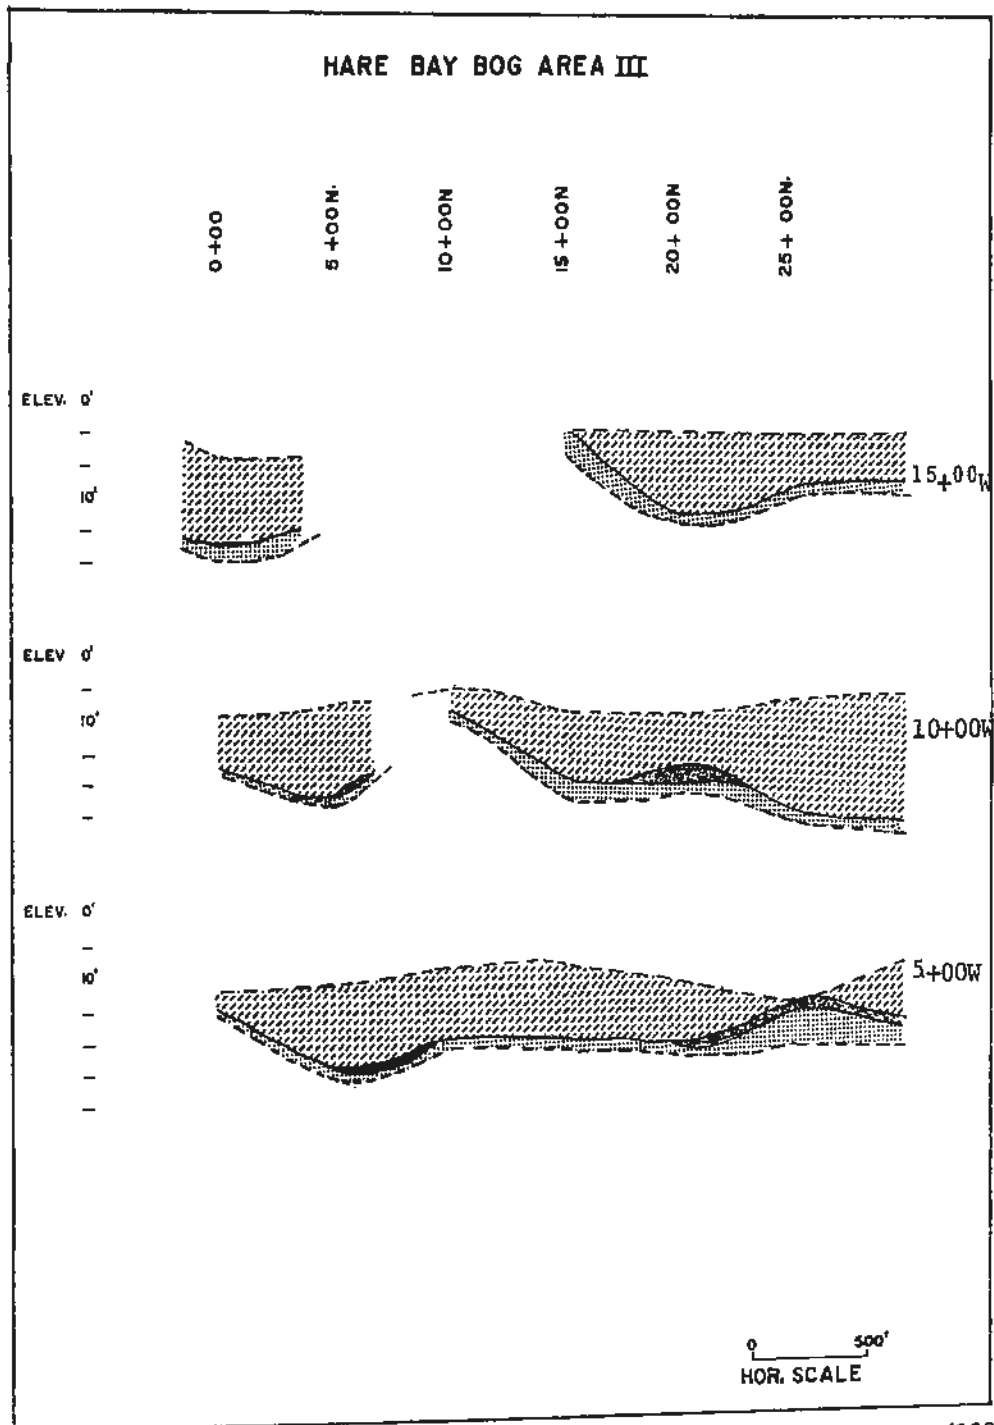 HARE BAY BOG AREA III
0+00
5+00N.
10+00N
15+00N
20+00N
25+00N.
ELEV. 0'
10'
15+00W
ELEV 0'
10'
10+00W
ELEV. 0'
10'
5+00W
0 500'
HOR. SCALE